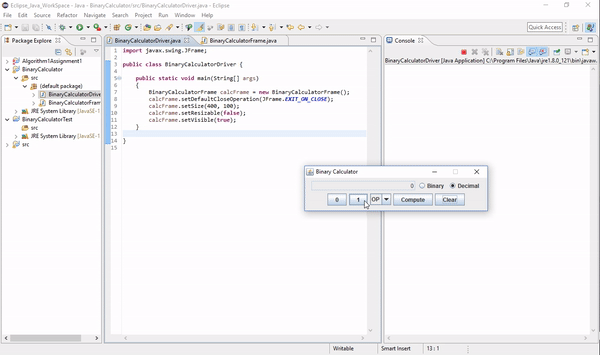 Eclipse_Java_WorkSpace - Java - BinaryCalculator/src/BinaryCalculatorDriver.java - Eclipse
File Edit Source Refactor Navigate Search Project Run Window Help
Quick Access
Package Explorer
AlgorithmAssignment1
BinaryCalculator
src
(default package)
BinaryCalculatorDrive
BinaryCalculatorFram
JRE System Library [JavaSE-1
BinaryCalculatorTest
src
JRE System Library [JavaSE-1
src
BinaryCalculatorDriver.java
BinaryCalculatorFrame.java
1 import javax.swing.JFrame;
2
3 public class BinaryCalculatorDriver {
4
5 public static void main(String[] args)
6 {
7 BinaryCalculatorFrame calcFrame = new BinaryCalculatorFrame();
8 calcFrame.setDefaultCloseOperation(JFrame.EXIT_ON_CLOSE);
9 calcFrame.setSize(400, 100);
10 calcFrame.setResizable(false);
11 calcFrame.setVisible(true);
12 }
13
14 }
15
Console
BinaryCalculatorDriver [Java Application] C:\Program Files\Java\jre1.8.0_121\bin\javaw.
Binary Calculator
0 Binary Decimal
0 1 OP Compute Clear
Writable Smart Insert 13 : 1